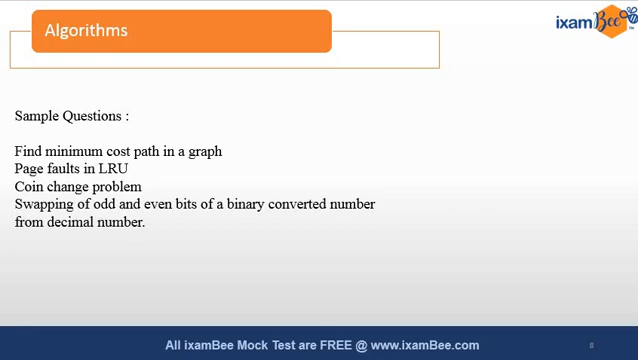 Algorithms
ixamBee
Sample Questions :
Find minimum cost path in a graph
Page faults in LRU
Coin change problem
Swapping of odd and even bits of a binary converted number
from decimal number.
All ixamBee Mock Test are FREE @ www.ixamBee.com
8